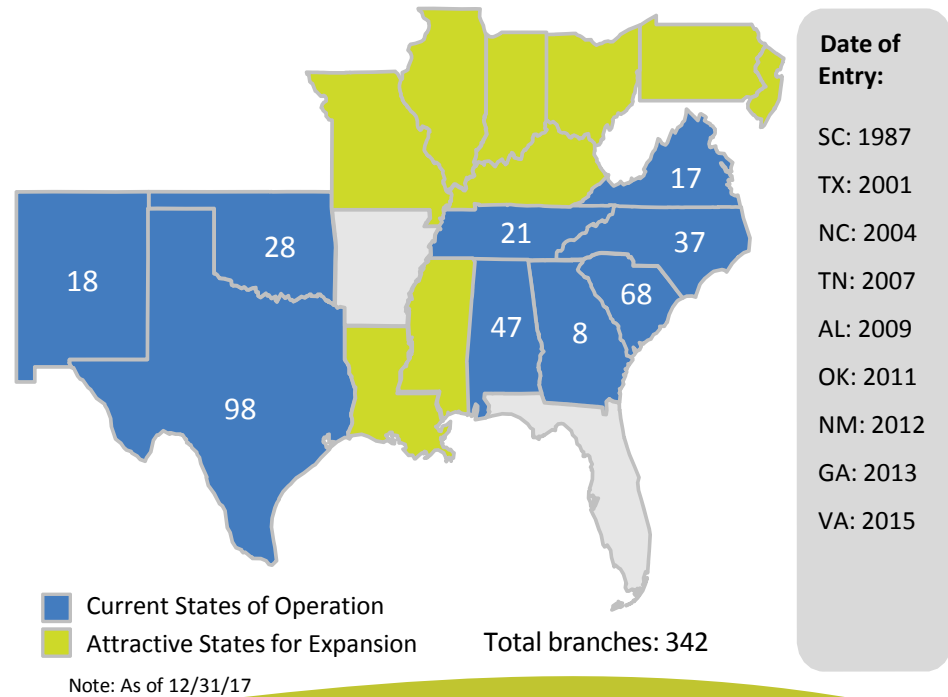 17
21
37
28
18
68
47
8
98
Current States of Operation
Attractive States for Expansion
Total branches: 342
Note: As of 12/31/17
Date of
Entry:
SC: 1987
TX: 2001
NC: 2004
TN: 2007
AL: 2009
OK: 2011
NM: 2012
GA: 2013
VA: 2015